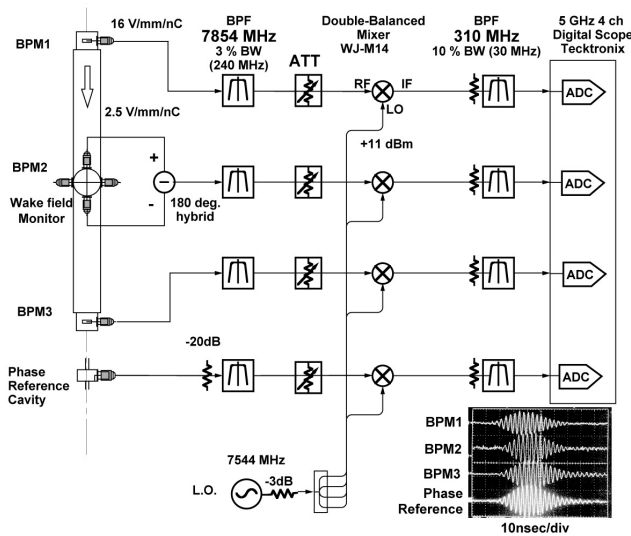 16 V/mm/nC
BPF
7854 MHz
3 % BW
(240 MHz)
ATT
Double-Balanced
Mixer
WJ-M14
BPF
310 MHz
10 % BW (30 MHz)
5 GHz 4 ch
Digital Scope
Tecktronix
BPM1
RF
IF
LO
ADC
2.5 V/mm/nC
+11 dBm
BPM2
+
-
Wake field
Monitor
180 deg.
hybrid
ADC
BPM3
ADC
-20dB
Phase
Reference
Cavity
ADC
7544 MHz
-3dB
L.O.
BPM1
BPM2
BPM3
Phase
Reference
10nsec/div